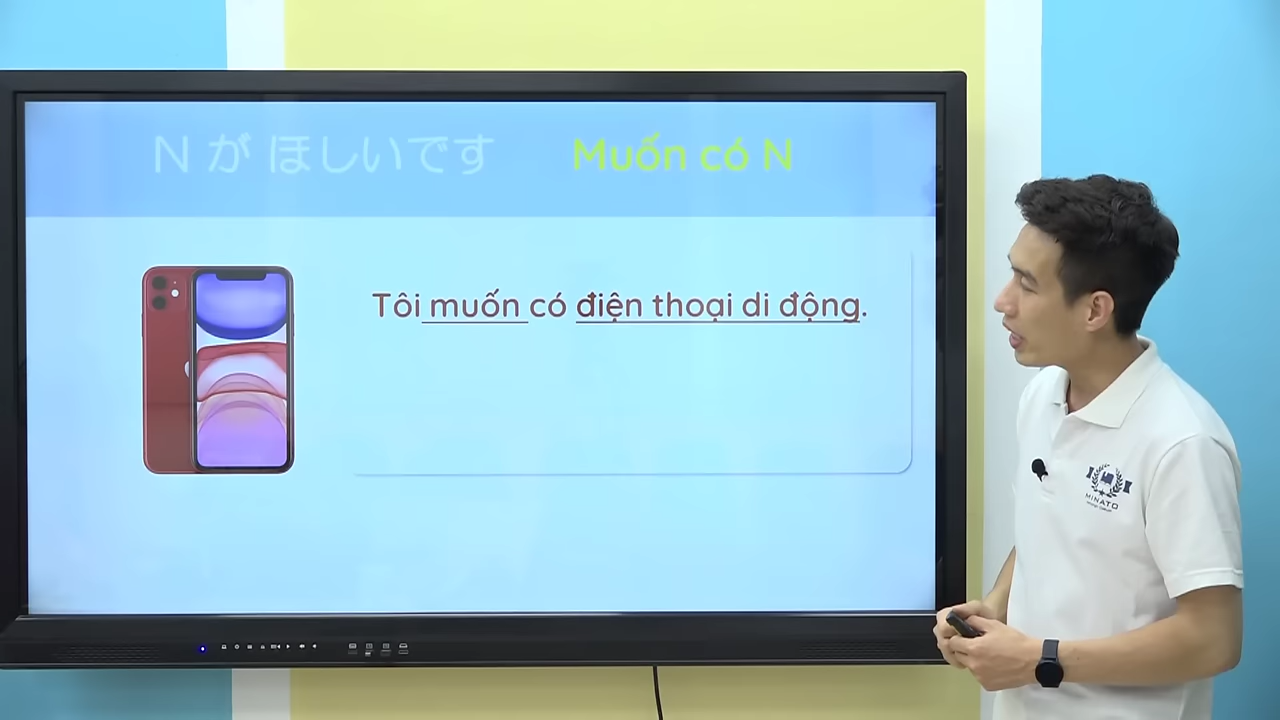 N が ほしいです Muốn có N
Tôi muốn có điện thoại di động.
MINATO